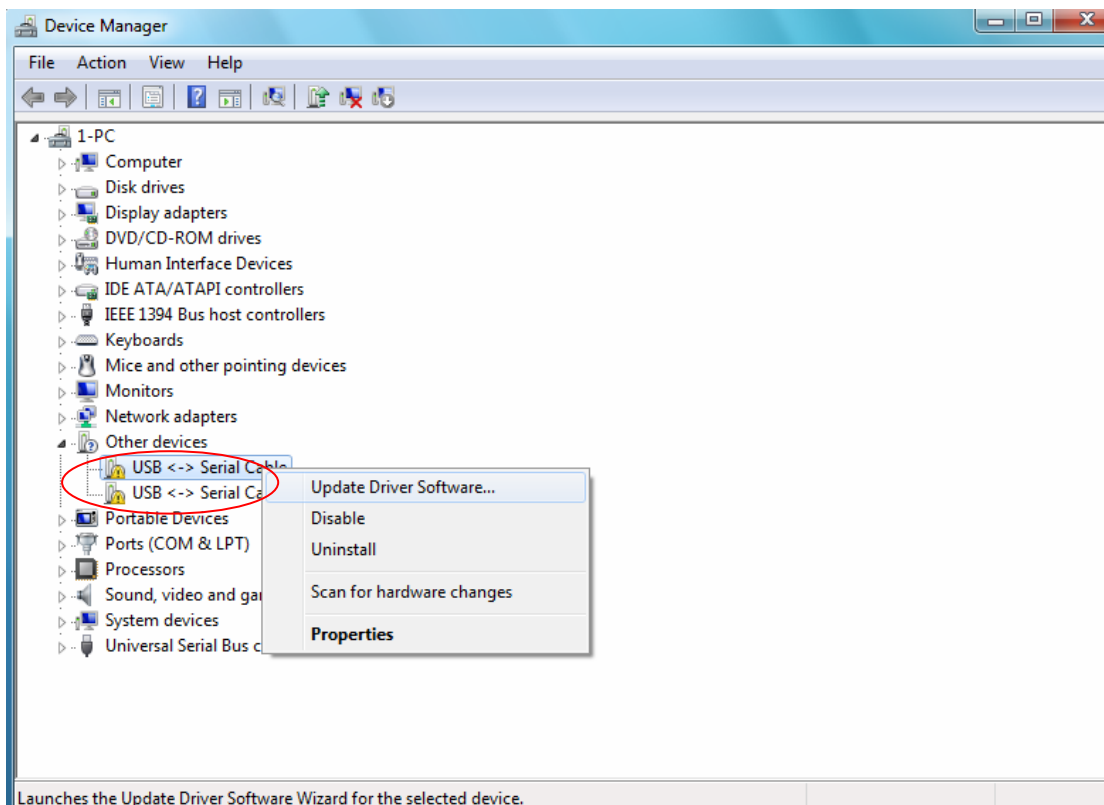 Device Manager
File Action View Help
1-PC
Computer
Disk drives
Display adapters
DVD/CD-ROM drives
Human Interface Devices
IDE ATA/ATAPI controllers
IEEE 1394 Bus host controllers
Keyboards
Mice and other pointing devices
Monitors
Network adapters
Other devices
USB <-> Serial Cable
USB <-> Serial Ca
Portable Devices
Ports (COM & LPT)
Processors
Sound, video and gar
System devices
Universal Serial Bus c
Update Driver Software...
Disable
Uninstall
Scan for hardware changes
Properties
Launches the Update Driver Software Wizard for the selected device.